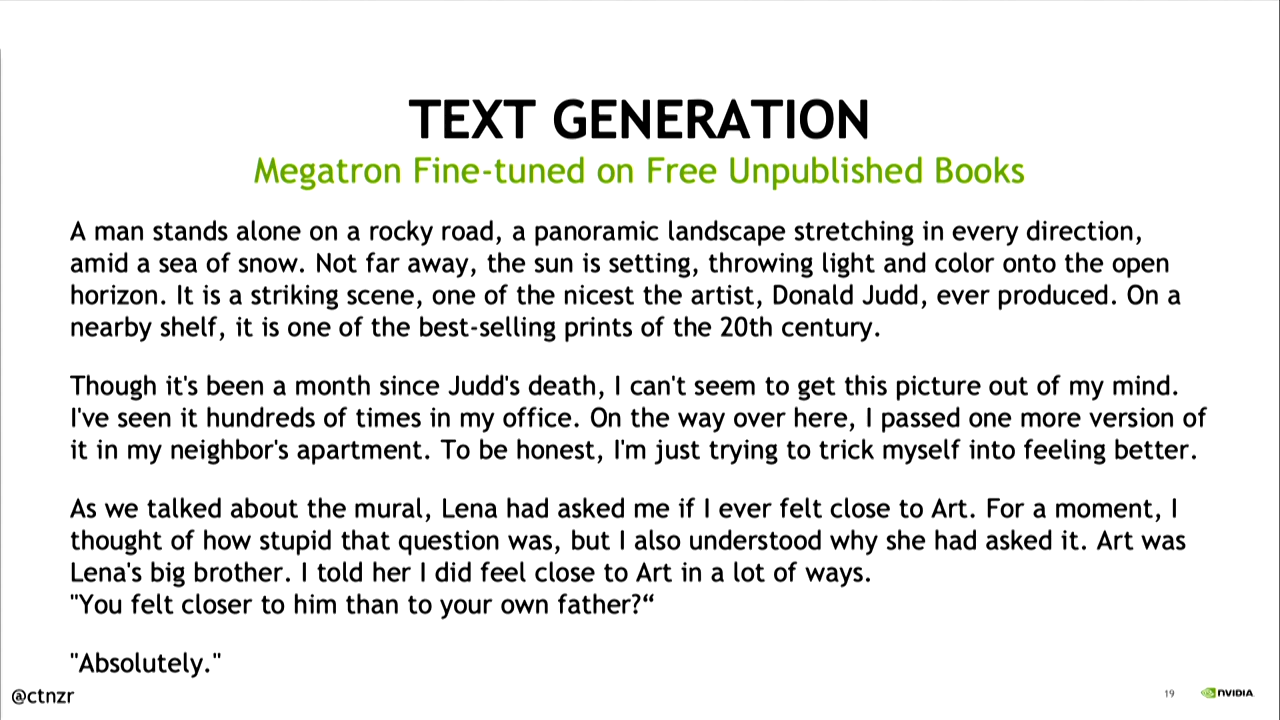 TEXT GENERATION
Megatron Fine-tuned on Free Unpublished Books
A man stands alone on a rocky road, a panoramic landscape stretching in every direction,
amid a sea of snow. Not far away, the sun is setting, throwing light and color onto the open
horizon. It is a striking scene, one of the nicest the artist, Donald Judd, ever produced. On a
nearby shelf, it is one of the best-selling prints of the 20th century.
Though it's been a month since Judd's death, I can't seem to get this picture out of my mind.
I've seen it hundreds of times in my office. On the way over here, I passed one more version of
it in my neighbor's apartment. To be honest, I'm just trying to trick myself into feeling better.
As we talked about the mural, Lena had asked me if I ever felt close to Art. For a moment, I
thought of how stupid that question was, but I also understood why she had asked it. Art was
Lena's big brother. I told her I did feel close to Art in a lot of ways.
"You felt closer to him than to your own father?“
"Absolutely."
@ctnzr
19
NVIDIA